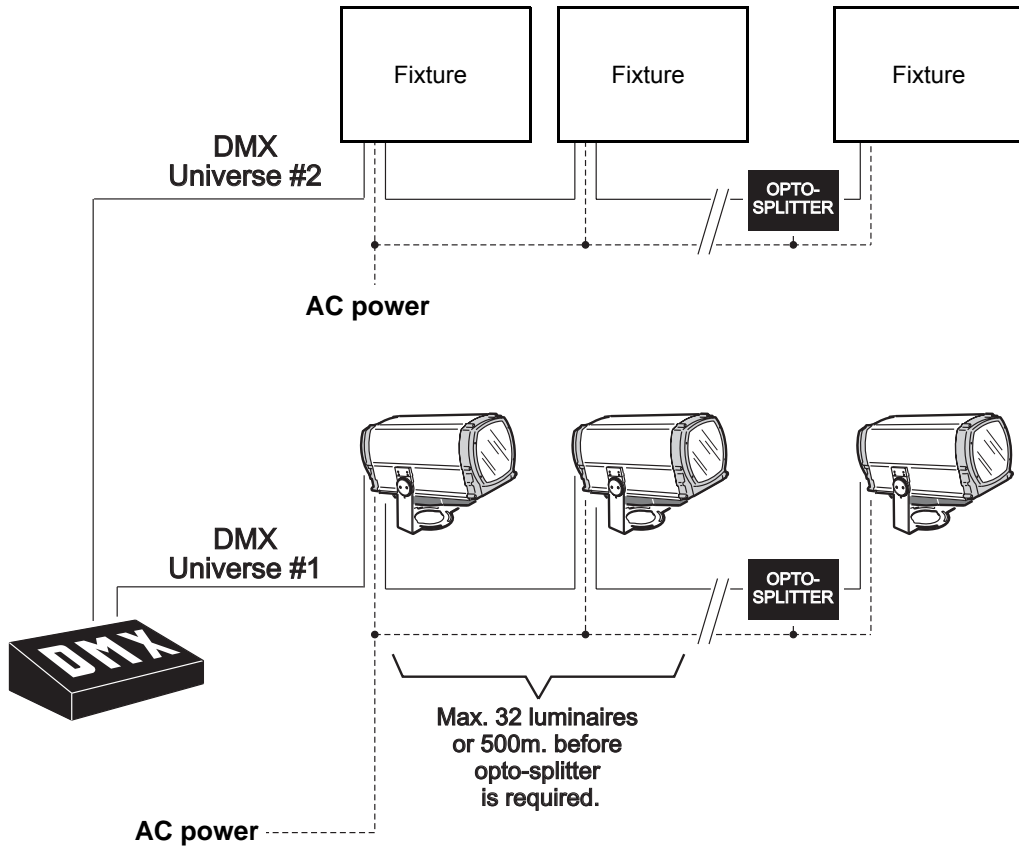 Fixture
Fixture
Fixture
DMX
Universe #2
OPTO-
SPLITTER
AC power
DMX
Universe #1
OPTO-
SPLITTER
DMX
Max. 32 luminaires
or 500m. before
opto-splitter
is required.
AC power